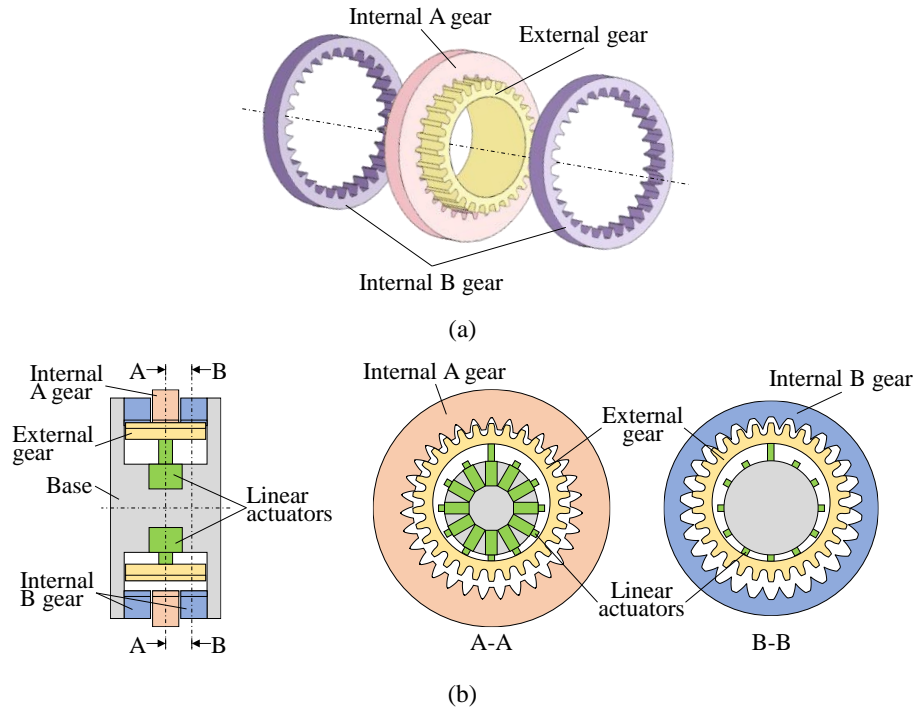 Internal A gear
External gear
Internal B gear
(a)
A
B
Internal
A gear
External
gear
Base
Linear
actuators
Internal
B gear
A
B
Internal A gear
External
gear
Internal B gear
Linear
actuators
A-A
B-B
(b)